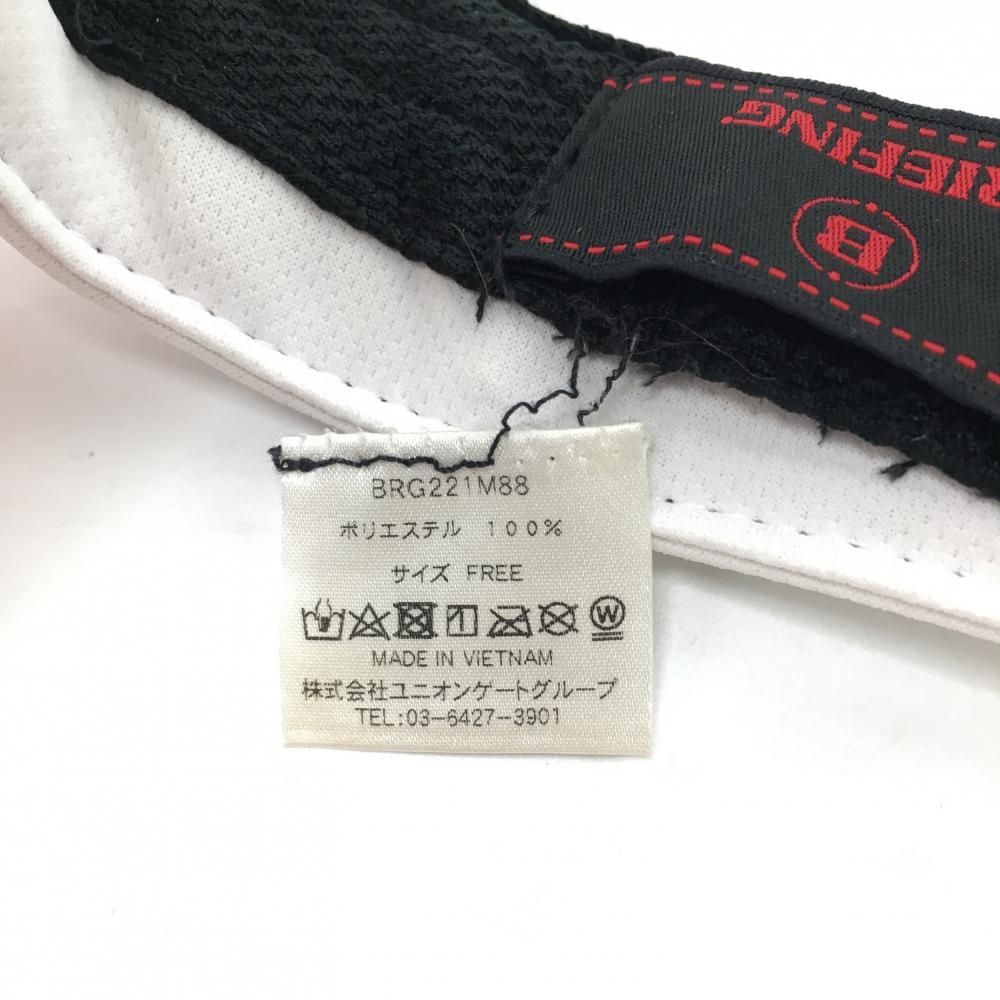 RIEFING
B
BRG221M88
ポリエステル 100%
サイズ FREE
W
MADE IN VIETNAM
株式会社ユニオンゲートグループ
TEL:03-6427-3901